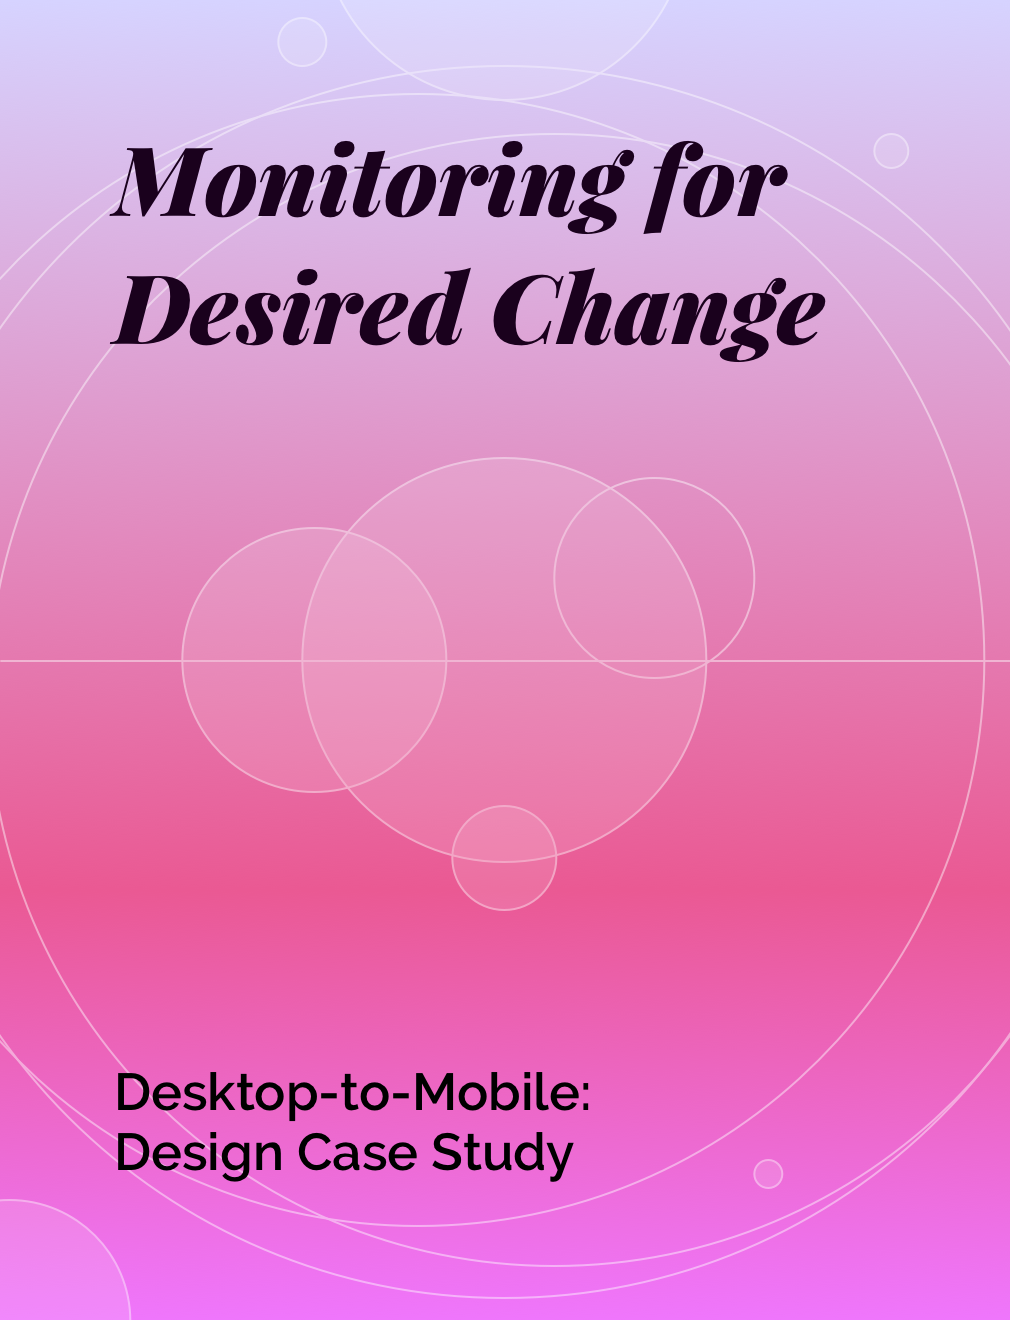 Monitoring for
Desired Change
Desktop-to-Mobile:
Design Case Study